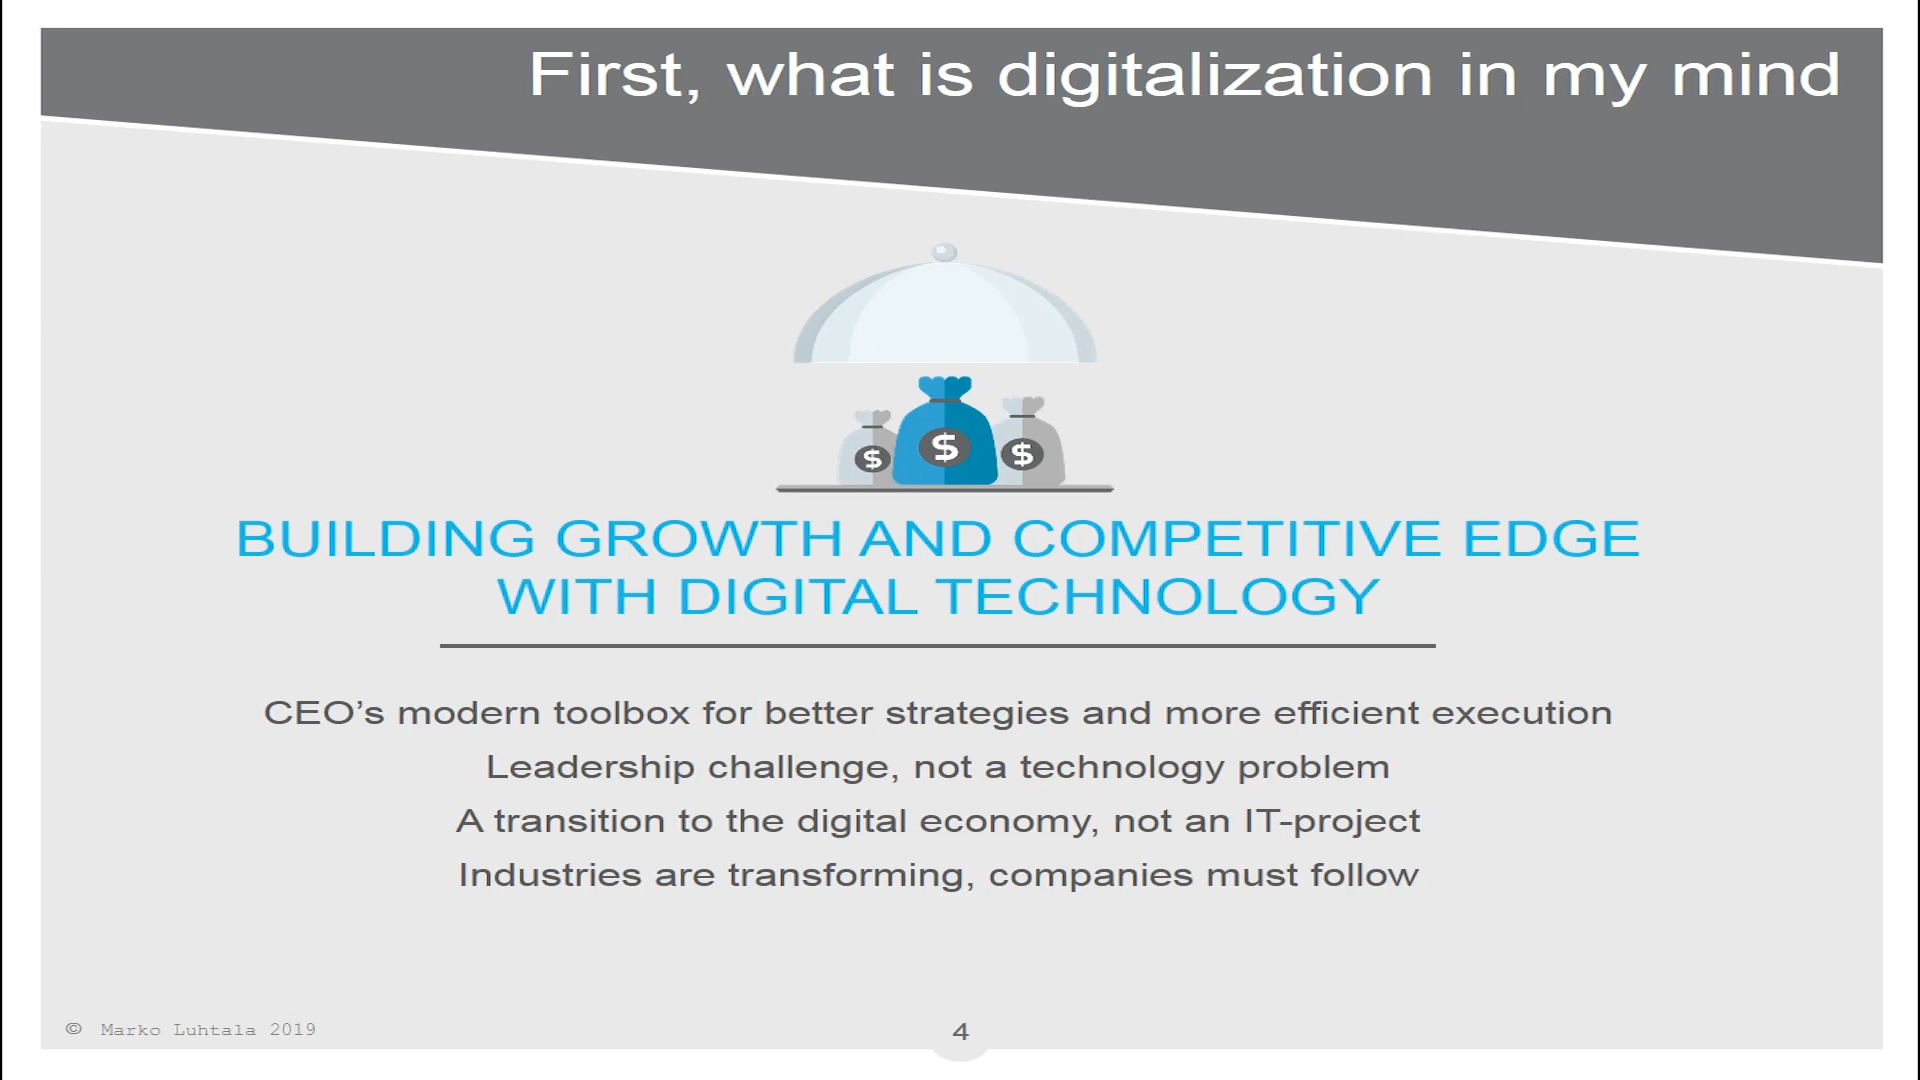 First, what is digitalization in my mind
$ $ $
BUILDING GROWTH AND COMPETITIVE EDGE
WITH DIGITAL TECHNOLOGY
CEO’s modern toolbox for better strategies and more efficient execution
Leadership challenge, not a technology problem
A transition to the digital economy, not an IT-project
Industries are transforming, companies must follow
© Marko Luhtala 2019
4